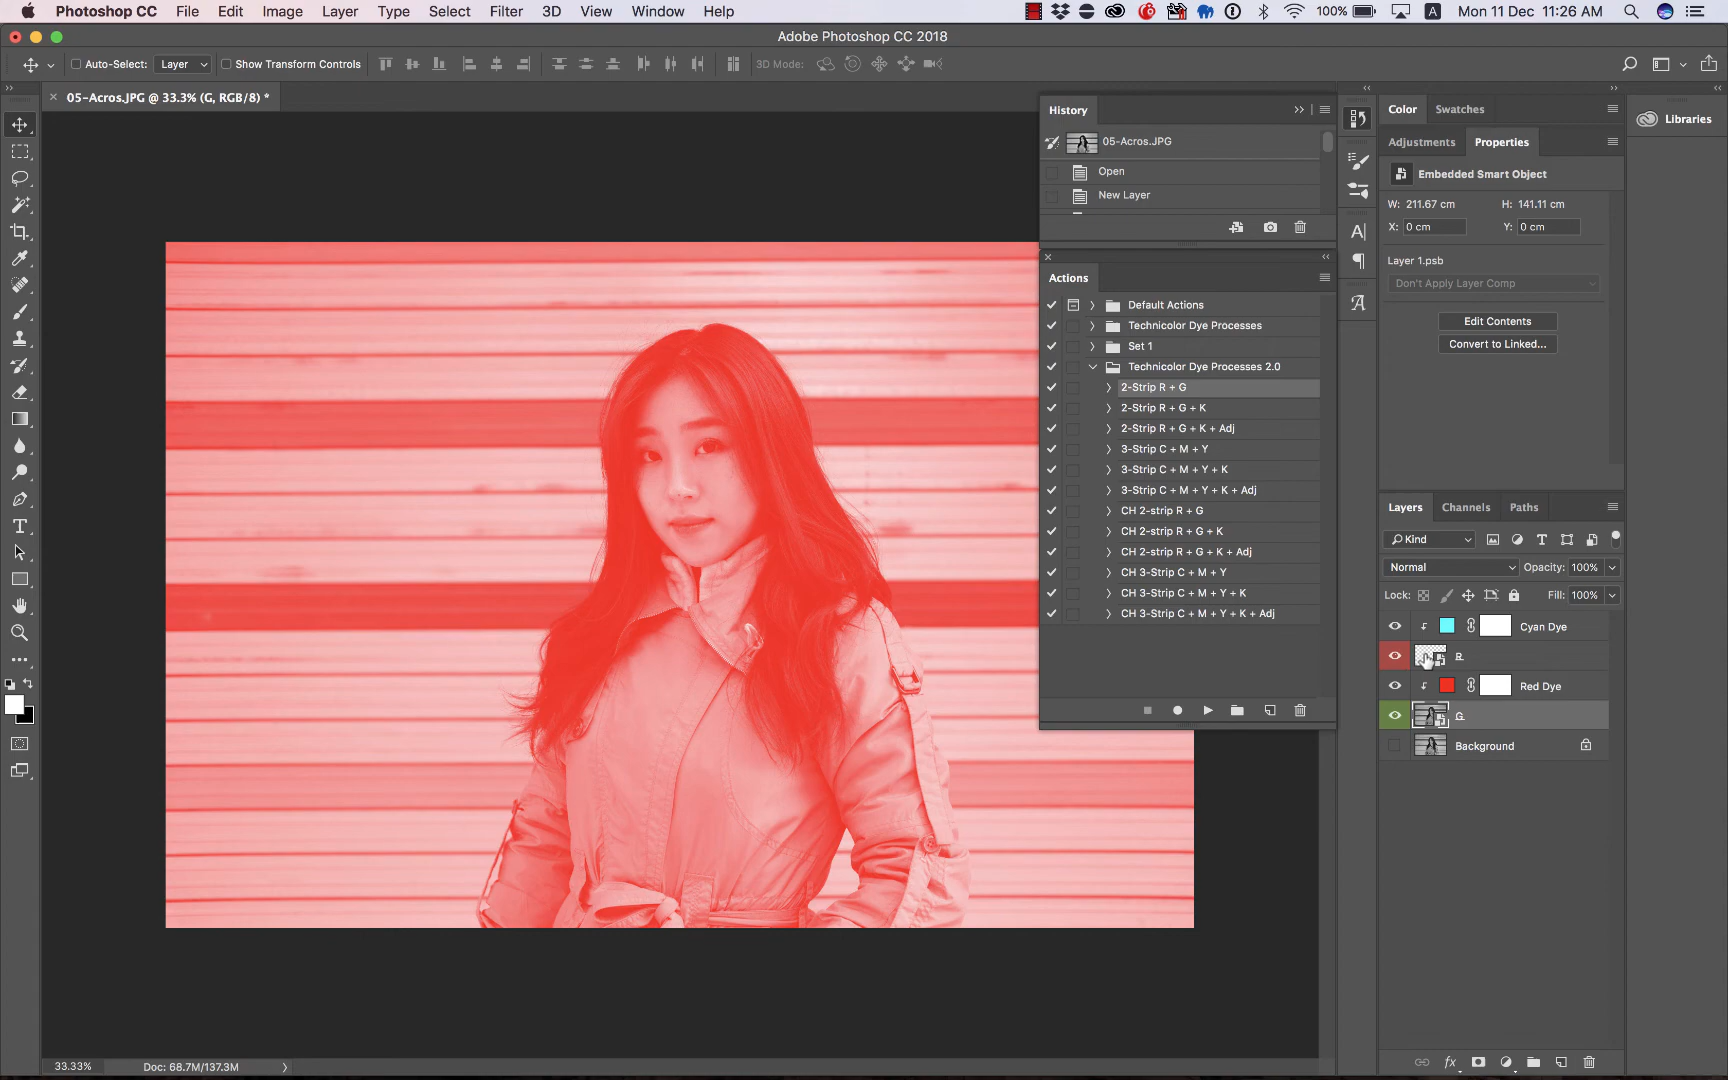 Photoshop CC File Edit Image Layer Type Select Filter 3D View Window Help 100% A Mon 11 Dec 11:26 AM
Adobe Photoshop CC 2018
Auto-Select: Layer Show Transform Controls 3D Mode:
05-Acros.JPG @ 33.3% (G, RGB/8) *
History
05-Acros.JPG
Open
New Layer
Actions
Default Actions
Technicolor Dye Processes
Set 1
Technicolor Dye Processes 2.0
2-Strip R + G
2-Strip R + G + K
2-Strip R + G + K + Adj
3-Strip C + M + Y
3-Strip C + M + Y + K
3-Strip C + M + Y + K + Adj
CH 2-strip R + G
CH 2-strip R + G + K
CH 2-strip R + G + K + Adj
CH 3-Strip C + M + Y
CH 3-Strip C + M + Y + K
CH 3-Strip C + M + Y + K + Adj
Color Swatches
Libraries
Adjustments Properties
Embedded Smart Object
W: 211.67 cm H: 141.11 cm
X: 0 cm Y: 0 cm
Layer 1.psb
Don't Apply Layer Comp
Edit Contents
Convert to Linked...
Layers Channels Paths
Kind
Normal Opacity: 100%
Lock: Fill: 100%
Cyan Dye
R
Red Dye
G
Background
33.33% Doc: 68.7M/137.3M